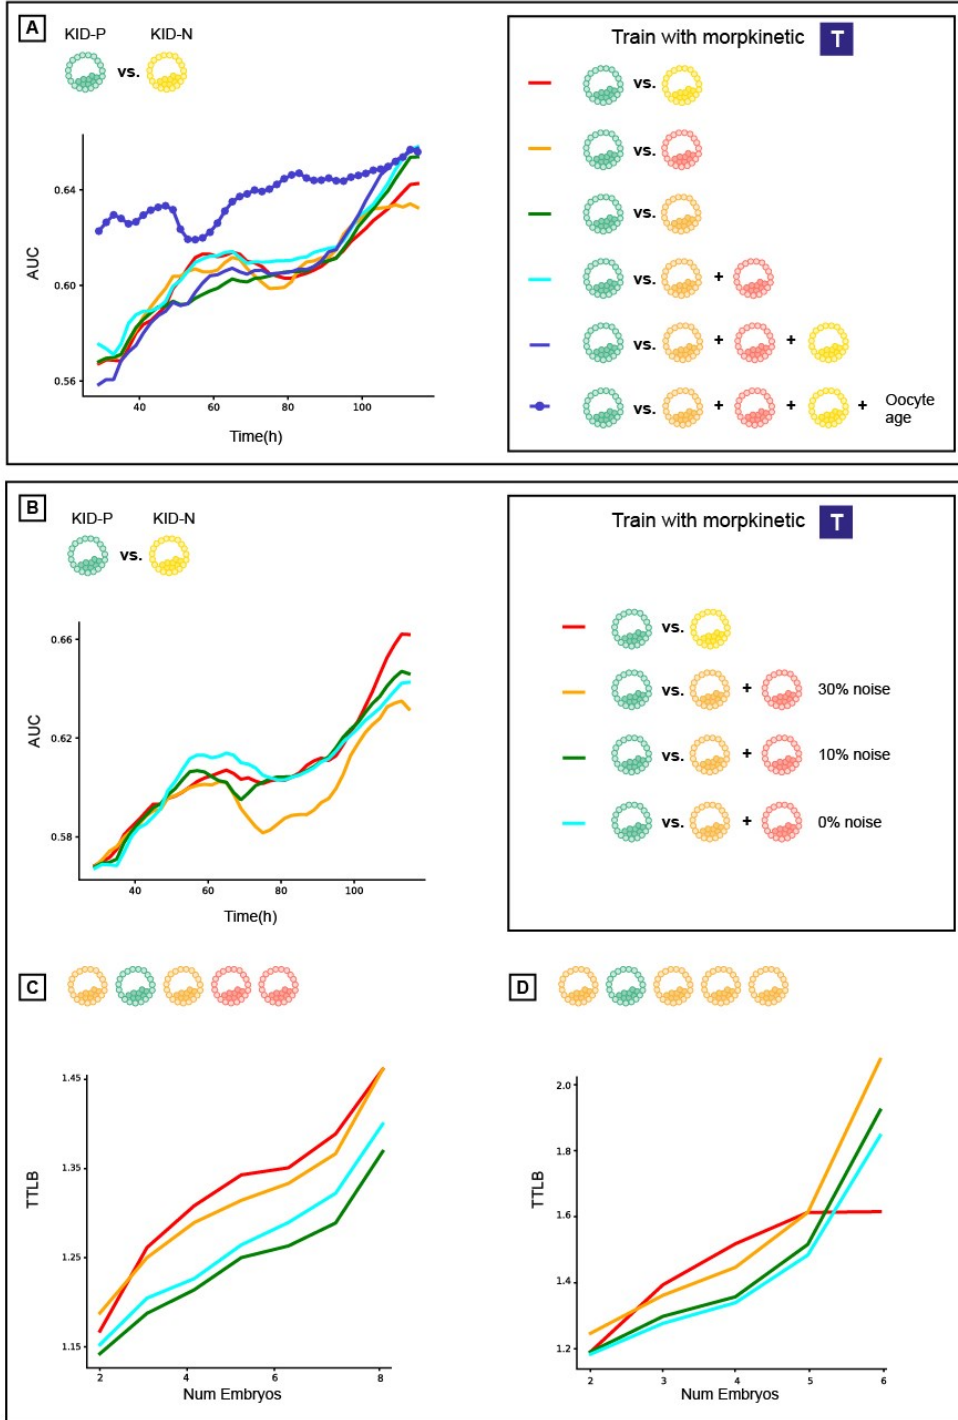 A
KID-P KID-N
vs.
AUC
0.64
0.60
0.56
40 60 80 100
Time(h)
Train with morpkinetic T
vs.
vs.
vs.
vs. +
vs. + +
vs. + + + Oocyte
age
B
KID-P KID-N
vs.
AUC
0.66
0.62
0.58
40 60 80 100
Time(h)
Train with morpkinetic T
vs.
vs. + 30% noise
vs. + 10% noise
vs. + 0% noise
C
TTLB
1.45
1.35
1.25
1.15
2 4 6 8
Num Embryos
D
TTLB
2.0
1.8
1.6
1.4
1.2
2 3 4 5 6
Num Embryos